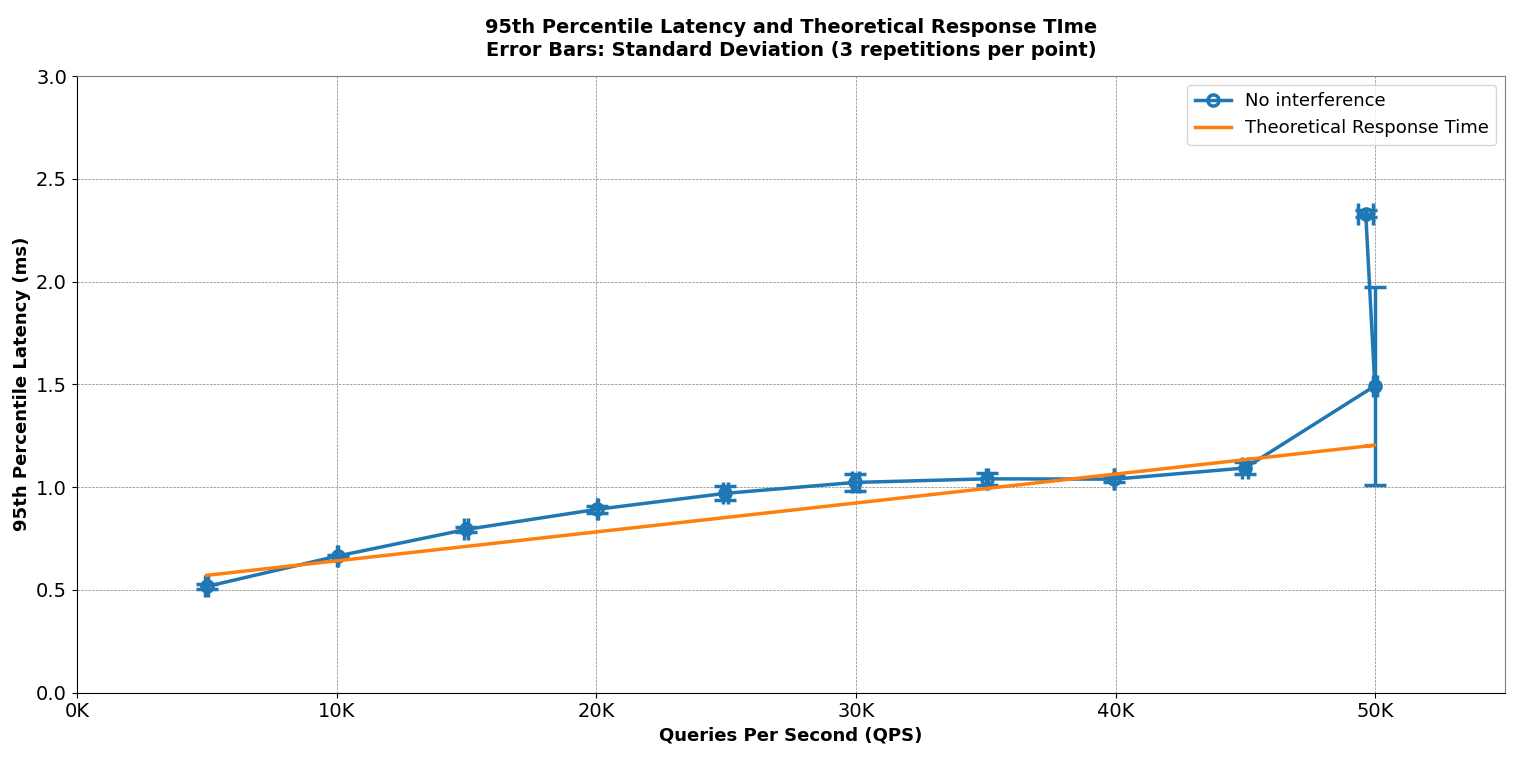 95th Percentile Latency and Theoretical Response TIme
Error Bars: Standard Deviation (3 repetitions per point)
No interference
Theoretical Response Time
95th Percentile Latency (ms)
3.0
2.5
2.0
1.5
1.0
0.5
0.0
0K
10K
20K
30K
40K
50K
Queries Per Second (QPS)